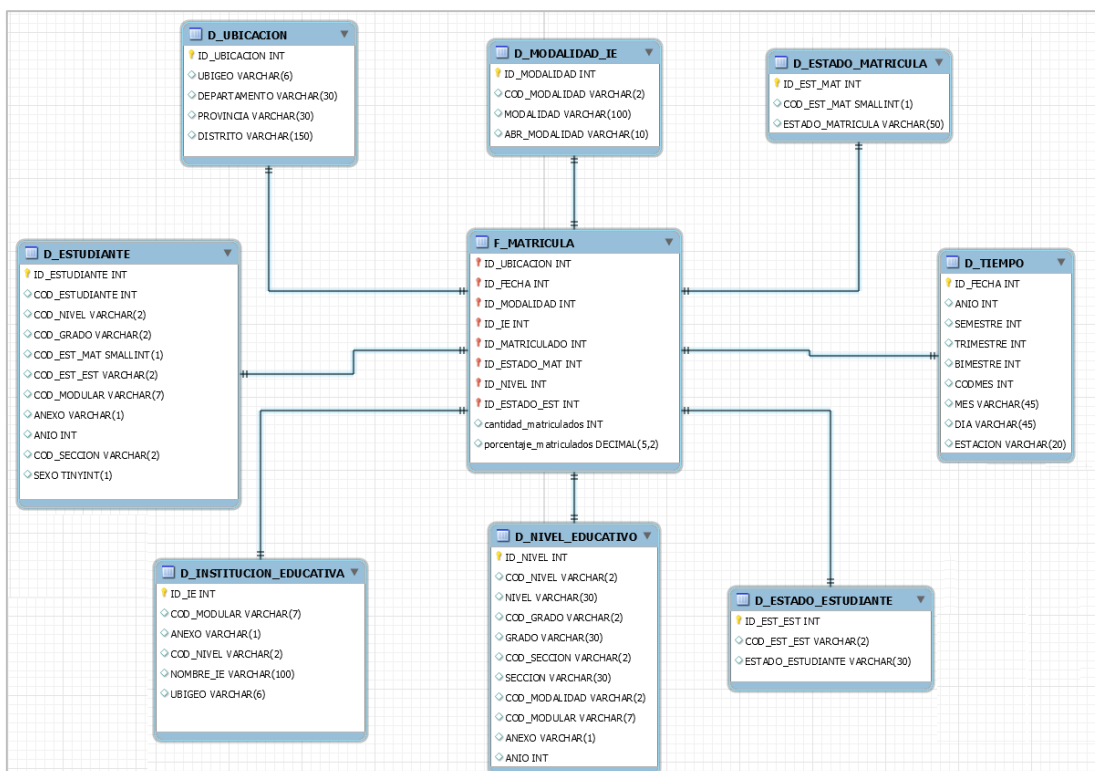 D_UBICACION
ID_UBICACION INT
UBIGEO VARCHAR(6)
DEPARTAMENTO VARCHAR(30)
PROVINCIA VARCHAR(30)
DISTRITO VARCHAR(150)
D_MODALIDAD_IE
ID_MODALIDAD INT
COD_MODALIDAD VARCHAR(2)
MODALIDAD VARCHAR(100)
ABR_MODALIDAD VARCHAR(10)
D_ESTADO_MATRICULA
ID_EST_MAT INT
COD_EST_MAT SMALLINT(1)
ESTADO_MATRICULA VARCHAR(50)
D_ESTUDIANTE
ID_ESTUDIANTE INT
COD_ESTUDIANTE INT
COD_NIVEL VARCHAR(2)
COD_GRADO VARCHAR(2)
COD_EST_MAT SMALLINT(1)
COD_EST_EST VARCHAR(2)
COD_MODULAR VARCHAR(7)
ANEXO VARCHAR(1)
ANIO INT
COD_SECCION VARCHAR(2)
SEXO TINYINT(1)
F_MATRICULA
ID_UBICACION INT
ID_FECHA INT
ID_MODALIDAD INT
ID_IE INT
ID_MATRICULADO INT
ID_ESTADO_MAT INT
ID_NIVEL INT
ID_ESTADO_EST INT
cantidad_matriculados INT
porcentaje_matriculados DECIMAL(5,2)
D_TIEMPO
ID_FECHA INT
ANIO INT
SEMESTRE INT
TRIMESTRE INT
BIMESTRE INT
CODMES INT
MES VARCHAR(45)
DIA VARCHAR(45)
ESTACION VARCHAR(20)
D_INSTITUCION_EDUCATIVA
ID_IE INT
COD_MODULAR VARCHAR(7)
ANEXO VARCHAR(1)
COD_NIVEL VARCHAR(2)
NOMBRE_IE VARCHAR(100)
UBIGEO VARCHAR(6)
D_NIVEL_EDUCATIVO
ID_NIVEL INT
COD_NIVEL VARCHAR(2)
NIVEL VARCHAR(30)
COD_GRADO VARCHAR(2)
GRADO VARCHAR(30)
COD_SECCION VARCHAR(2)
SECCION VARCHAR(30)
COD_MODALIDAD VARCHAR(2)
COD_MODULAR VARCHAR(7)
ANEXO VARCHAR(1)
ANIO INT
D_ESTADO_ESTUDIANTE
ID_EST_EST INT
COD_EST_EST VARCHAR(2)
ESTADO_ESTUDIANTE VARCHAR(30)